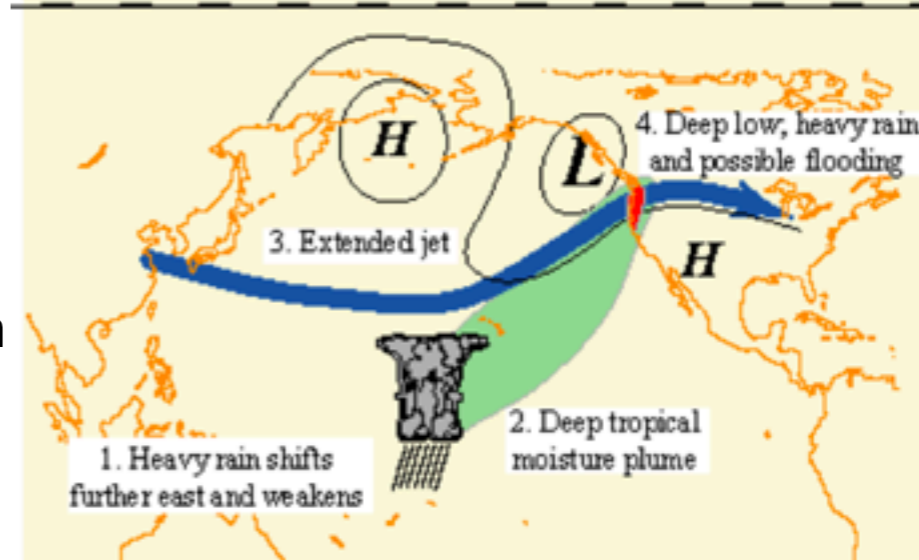 H
L
4. Deep low, heavy rain
and possible flooding
3. Extended jet
H
n
2. Deep tropical
moisture plume
1. Heavy rain shifts
further east and weakens